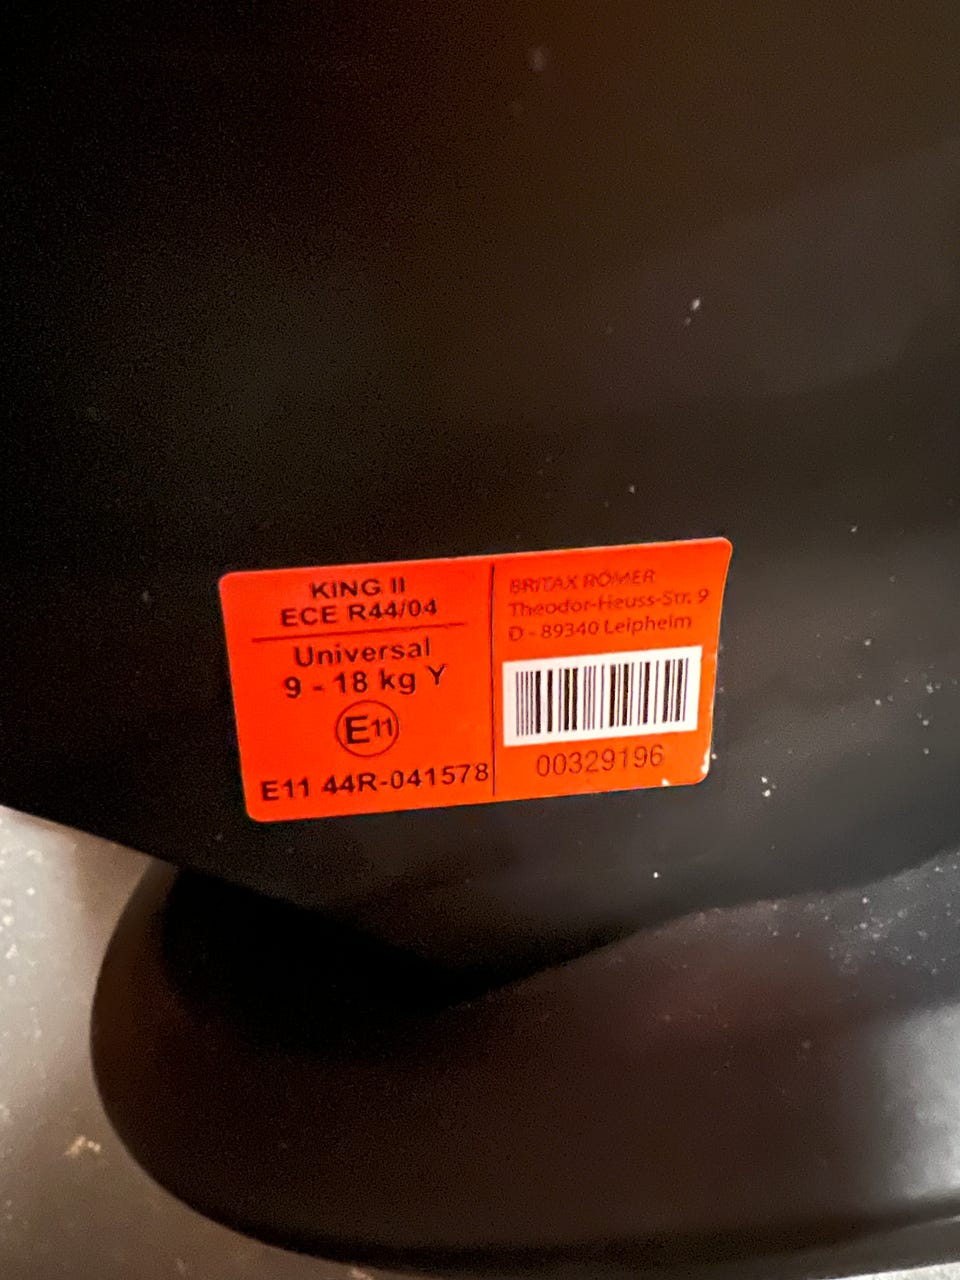 KING II
ECE R44/04
Universal
9 - 18 kg Y
E11
E11 44R-041578
BRITAX RÖMER
Theodor-Heuss-Str. 9
D - 89340 Leipheim
00329196